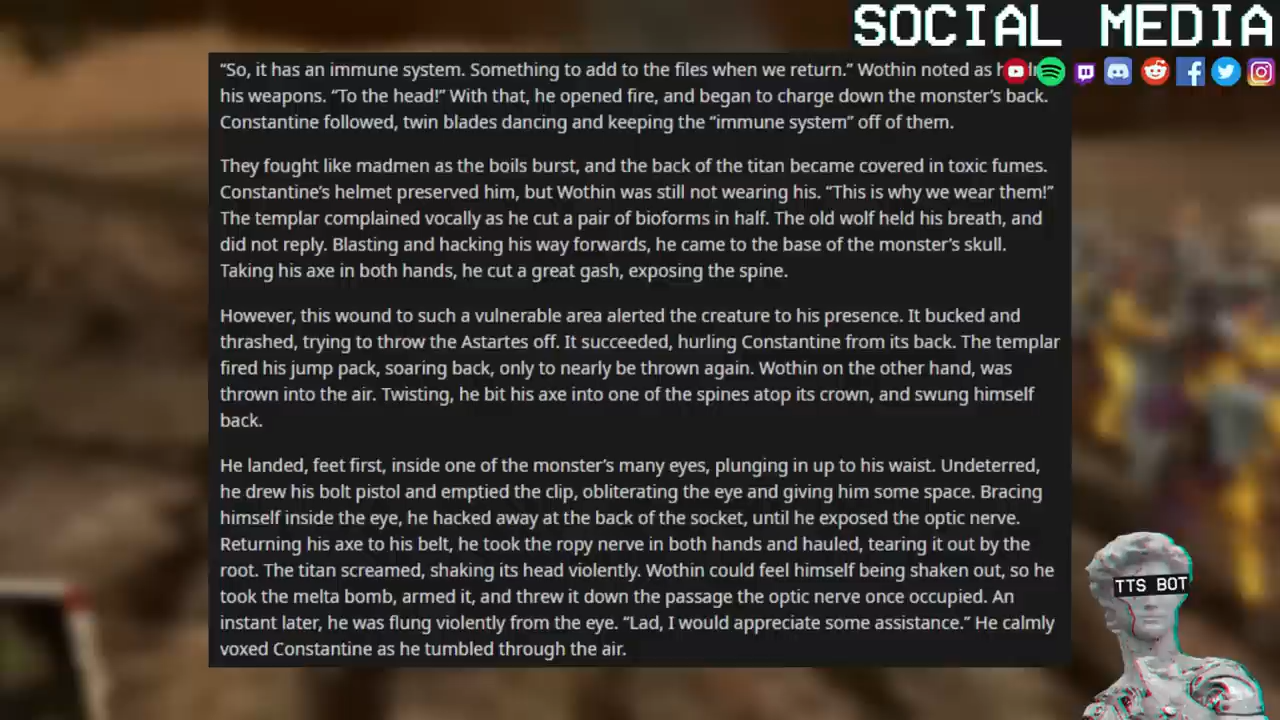 SOCIAL MEDIA
“So, it has an immune system. Something to add to the files when we return.” Wothin noted as
his weapons. “To the head!” With that, he opened fire, and began to charge down the monster’s back.
Constantine followed, twin blades dancing and keeping the “immune system” off of them.
They fought like madmen as the boils burst, and the back of the titan became covered in toxic fumes.
Constantine’s helmet preserved him, but Wothin was still not wearing his. “This is why we wear them!”
The templar complained vocally as he cut a pair of bioforms in half. The old wolf held his breath, and
did not reply. Blasting and hacking his way forwards, he came to the base of the monster’s skull.
Taking his axe in both hands, he cut a great gash, exposing the spine.
However, this wound to such a vulnerable area alerted the creature to his presence. It bucked and
thrashed, trying to throw the Astartes off. It succeeded, hurling Constantine from its back. The templar
fired his jump pack, soaring back, only to nearly be thrown again. Wothin on the other hand, was
thrown into the air. Twisting, he bit his axe into one of the spines atop its crown, and swung himself
back.
He landed, feet first, inside one of the monster’s many eyes, plunging in up to his waist. Undeterred,
he drew his bolt pistol and emptied the clip, obliterating the eye and giving him some space. Bracing
himself inside the eye, he hacked away at the back of the socket, until he exposed the optic nerve.
Returning his axe to his belt, he took the ropy nerve in both hands and hauled, tearing it out by the
root. The titan screamed, shaking its head violently. Wothin could feel himself being shaken out, so he
took the melta bomb, armed it, and threw it down the passage the optic nerve once occupied. An
instant later, he was flung violently from the eye. “Lad, I would appreciate some assistance.” He calmly
voxed Constantine as he tumbled through the air.
TTS BOT